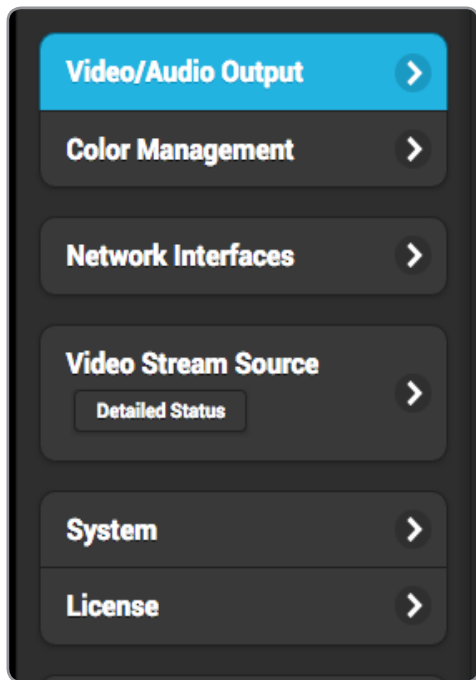 Video/Audio Output
Color Management
Network Interfaces
Video Stream Source
Detailed Status
System
License